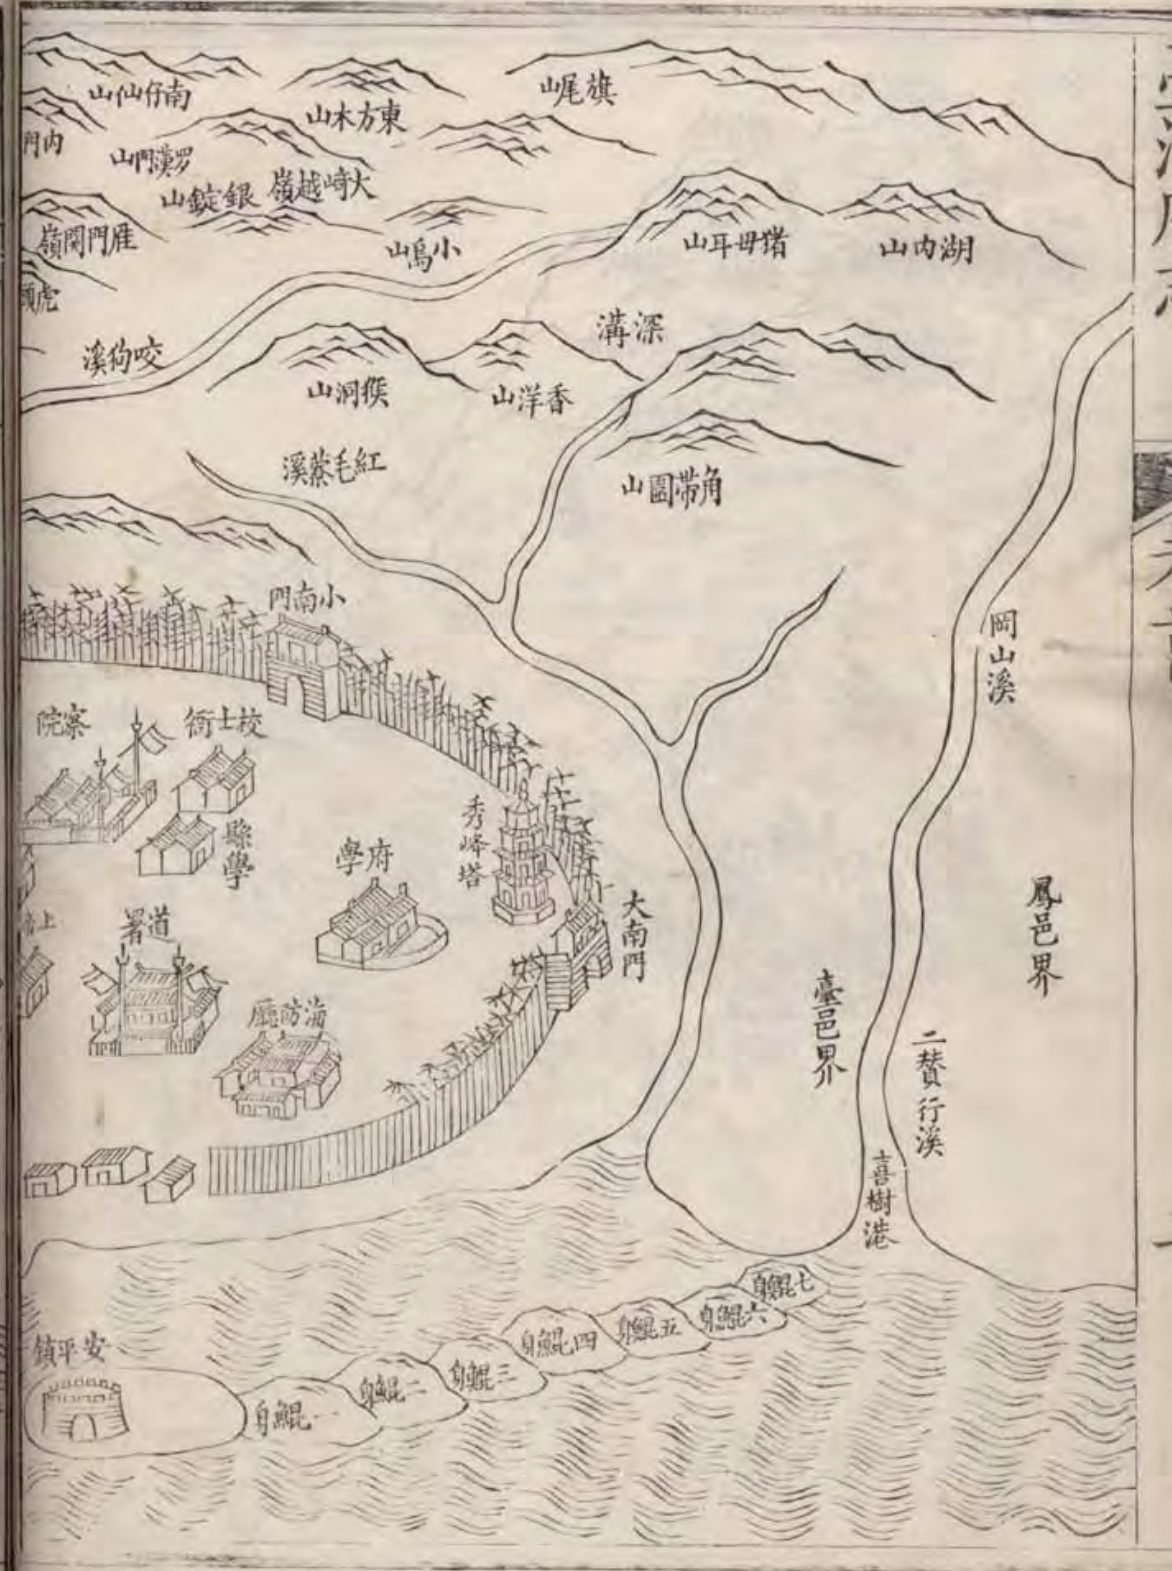 旗尾山
東方木山
南仔仙山
內門
羅漢門山
大崎越嶺
銀錠山
雁門關嶺
小烏山
猪母耳山
湖內山
虎頭
咬狗溪
深溝
猴洞山
香洋山
紅毛藔溪
角帶圍山
岡山溪
小南門
校士衙
察院
縣學
秀峰塔
府學
大南門
鳳邑界
臺邑界
道署
海防廳
二贊行溪
喜樹港
七鯤身
六鯤身
五鯤身
四鯤身
三鯤身
二鯤身
一鯤身
安平鎮